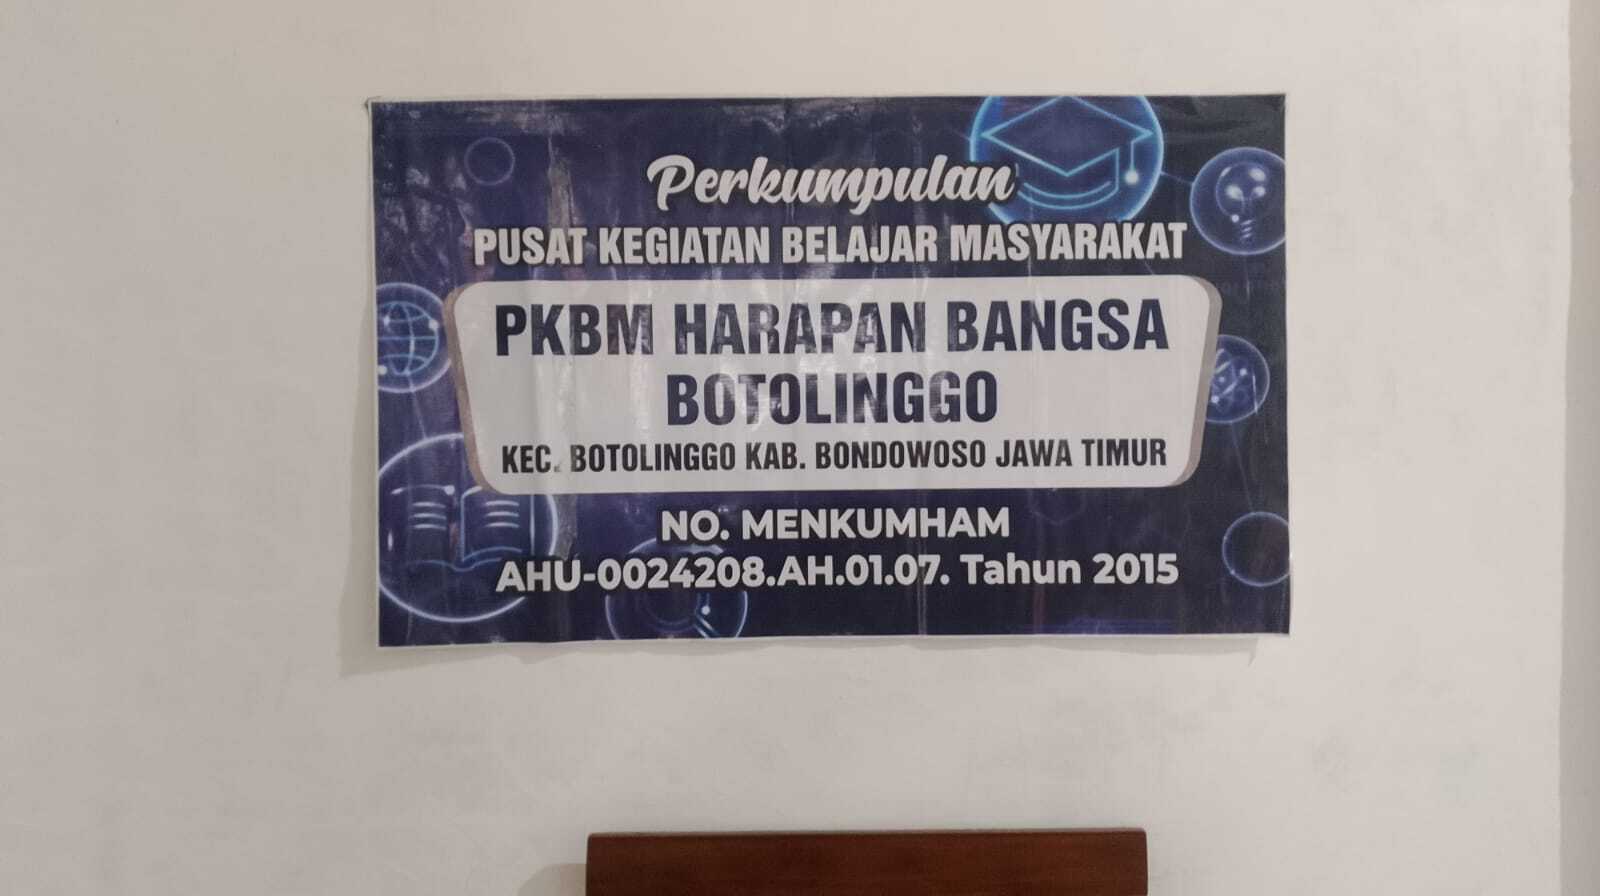 Perkumpulan
PUSAT KEGIATAN BELAJAR MASYARAKAT
PKBM HARAPAN BANGSA
BOTOLINGGO
KEC. BOTOLINGGO KAB. BONDOWOSO JAWA TIMUR
NO. MENKUMHAM
AHU-0024208.AH.01.07. Tahun 2015